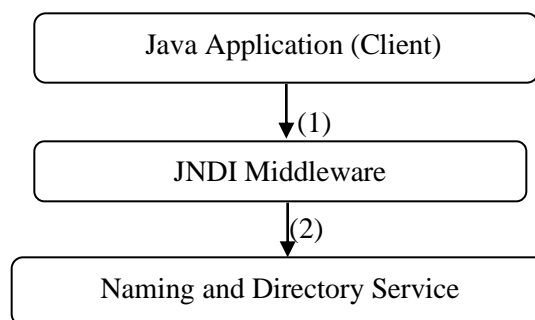 Java Application (Client)
(1)
JNDI Middleware
(2)
Naming and Directory Service